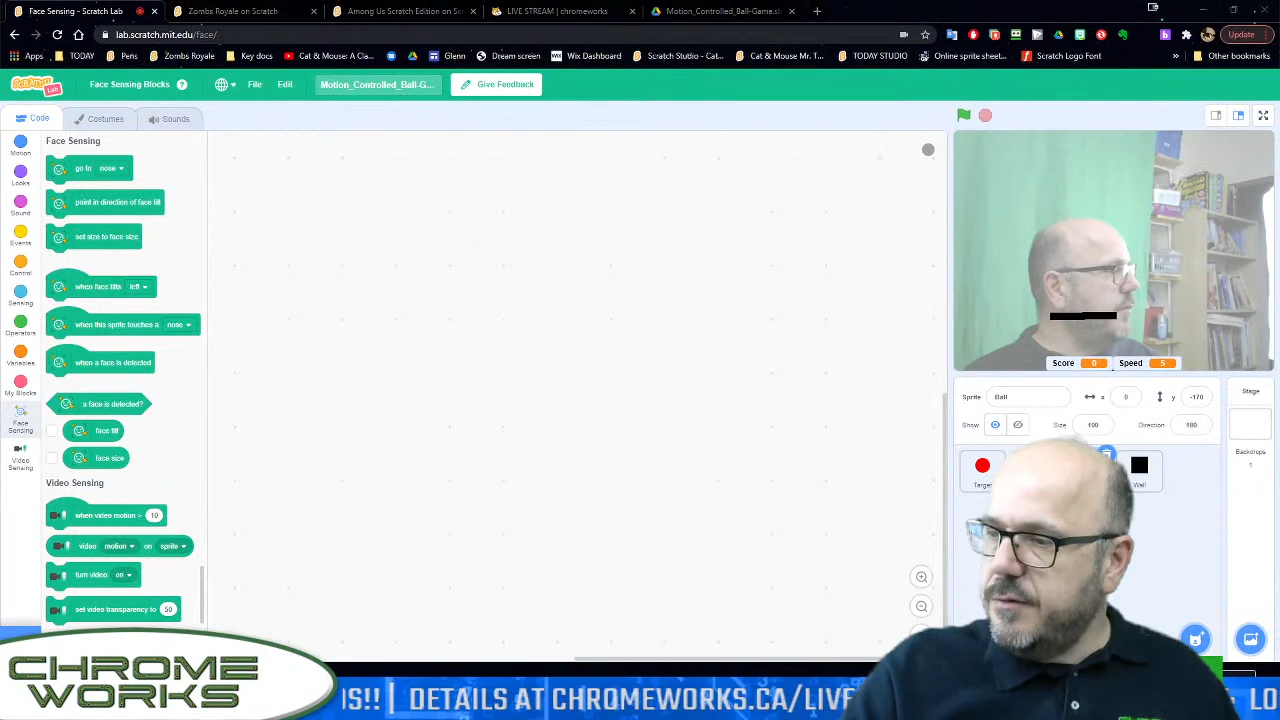 Face Sensing - Scratch Lab
Zombs Royale on Scratch
Among Us Scratch Edition on Sc
LIVE STREAM | chromeworks
Motion_Controlled_Ball-Game.sb
lab.scratch.mit.edu/face/
Update
Apps
TODAY
Pens
Zombs Royale
Key docs
Cat & Mouse: A Cla...
Glenn
Dream screen
Wix Dashboard
Scratch Studio - Cat...
Cat & Mouse Mr. T...
TODAY STUDIO
Online sprite sheet...
Scratch Logo Font
»
Other bookmarks
SCRATCH Lab
Face Sensing Blocks
File
Edit
Motion_Controlled_Ball-G...
Give Feedback
Code
Costumes
Sounds
Motion
Looks
Sound
Events
Control
Sensing
Operators
Variables
My Blocks
Face Sensing
Video Sensing
Face Sensing
go to nose
point in direction of face tilt
set size to face size
when face tilts left
when this sprite touches a nose
when a face is detected
a face is detected?
face tilt
face size
Video Sensing
when video motion > 10
video motion on sprite
turn video on
set video transparency to 50
Score 0
Speed 5
Sprite
Ball
x 0
y -170
Show
Size 100
Direction 180
Target
Wall
Stage
Backdrops
1
CHROME
WORKS
US!! | DETAILS AT CHROMEWORKS.CA/LIVE
- LO